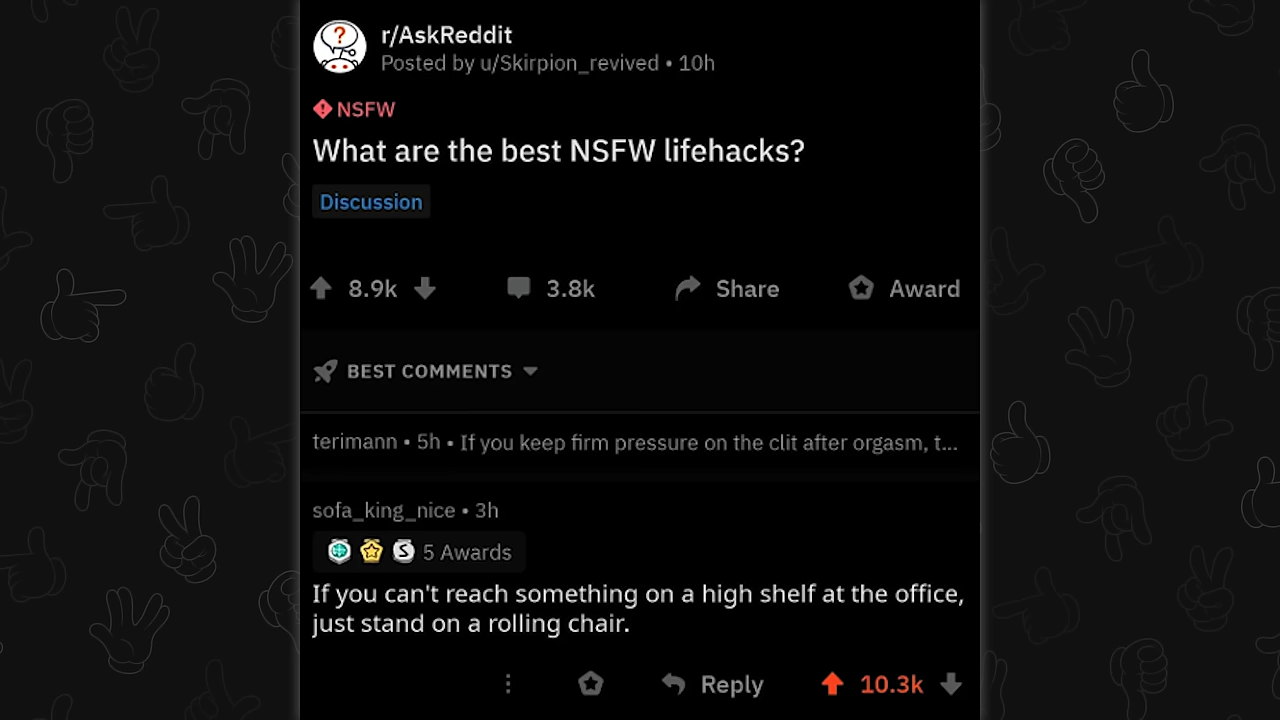 r/AskReddit
Posted by u/Skirpion_revived • 10h
NSFW
What are the best NSFW lifehacks?
Discussion
8.9k 3.8k Share Award
BEST COMMENTS
terimann • 5h • If you keep firm pressure on the clit after orgasm, t...
sofa_king_nice • 3h
5 Awards
If you can't reach something on a high shelf at the office,
just stand on a rolling chair.
Reply 10.3k